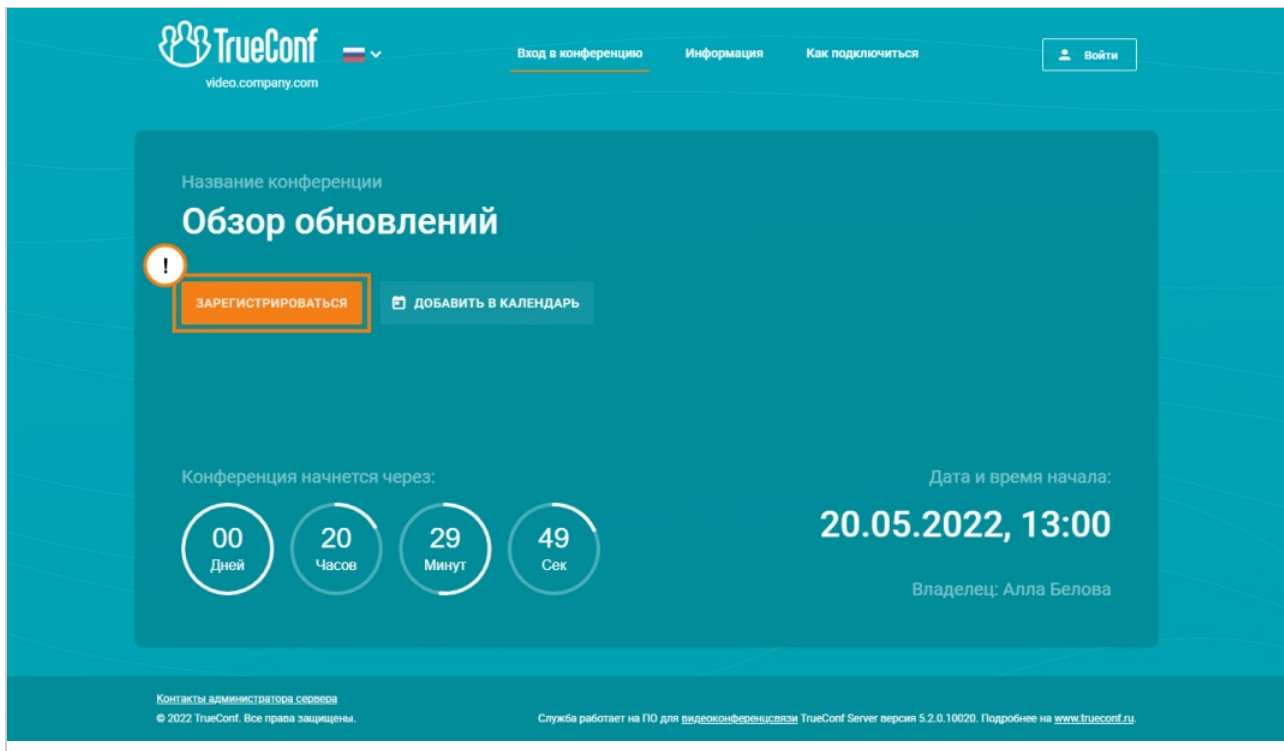 TrueConf
video.company.com
Вход в конференцию
Информация
Как подключиться
Войти
Название конференции
Обзор обновлений
!
ЗАРЕГИСТРИРОВАТЬСЯ
ДОБАВИТЬ В КАЛЕНДАРЬ
Конференция начнется через:
00
Дней
20
Часов
29
Минут
49
Сек
Дата и время начала:
20.05.2022, 13:00
Владелец: Алла Белова
Контакты администратора сервера
© 2022 TrueConf. Все права защищены.
Служба работает на ПО для видеоконференцсвязи TrueConf Server версия 5.2.0.10020. Подробнее на www.trueconf.ru.